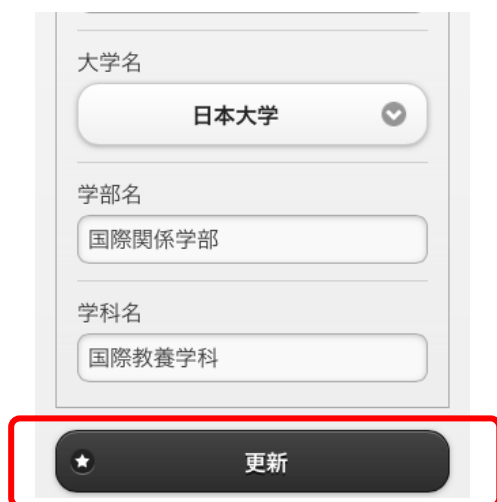 大学名
日本大学
学部名
国際関係学部
学科名
国際教養学科
更新